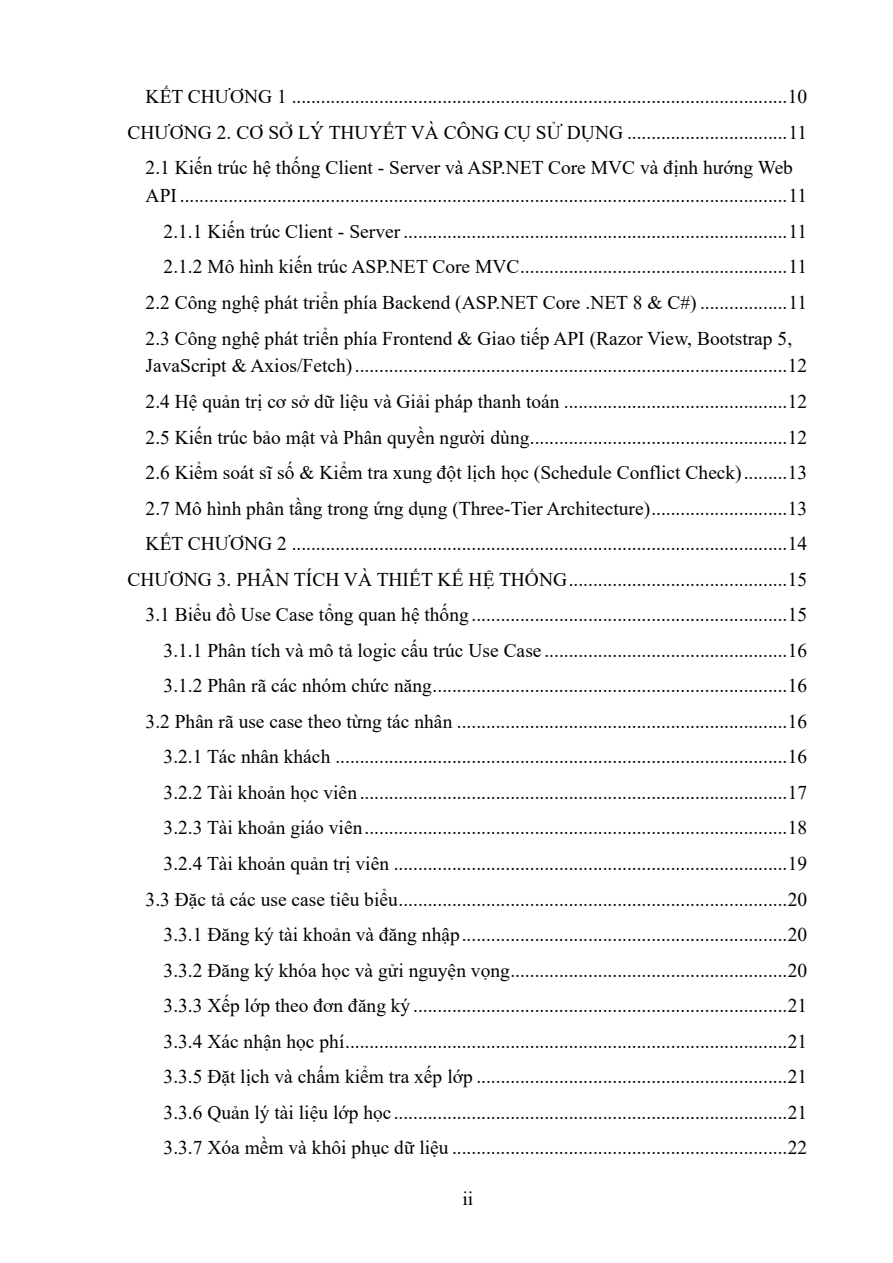 KẾT CHƯƠNG 1 ........................................................................................................10
CHƯƠNG 2. CƠ SỞ LÝ THUYẾT VÀ CÔNG CỤ SỬ DỤNG .................................11
2.1 Kiến trúc hệ thống Client - Server và ASP.NET Core MVC và định hướng Web
API ..............................................................................................................................11
2.1.1 Kiến trúc Client - Server ................................................................................11
2.1.2 Mô hình kiến trúc ASP.NET Core MVC.......................................................11
2.2 Công nghệ phát triển phía Backend (ASP.NET Core .NET 8 & C#) ..................11
2.3 Công nghệ phát triển phía Frontend & Giao tiếp API (Razor View, Bootstrap 5,
JavaScript & Axios/Fetch) .........................................................................................12
2.4 Hệ quản trị cơ sở dữ liệu và Giải pháp thanh toán ..............................................12
2.5 Kiến trúc bảo mật và Phân quyền người dùng.....................................................12
2.6 Kiểm soát sĩ số & Kiểm tra xung đột lịch học (Schedule Conflict Check).........13
2.7 Mô hình phân tầng trong ứng dụng (Three-Tier Architecture)............................13
KẾT CHƯƠNG 2 ......................................................................................................14
CHƯƠNG 3. PHÂN TÍCH VÀ THIẾT KẾ HỆ THỐNG.............................................15
3.1 Biểu đồ Use Case tổng quan hệ thống .................................................................15
3.1.1 Phân tích và mô tả logic cấu trúc Use Case ..................................................16
3.1.2 Phân rã các nhóm chức năng.........................................................................16
3.2 Phân rã use case theo từng tác nhân ....................................................................16
3.2.1 Tác nhân khách .............................................................................................16
3.2.2 Tài khoản học viên ........................................................................................17
3.2.3 Tài khoản giáo viên.......................................................................................18
3.2.4 Tài khoản quản trị viên .................................................................................19
3.3 Đặc tả các use case tiêu biểu................................................................................20
3.3.1 Đăng ký tài khoản và đăng nhập...................................................................20
3.3.2 Đăng ký khóa học và gửi nguyện vọng.........................................................20
3.3.3 Xếp lớp theo đơn đăng ký .............................................................................21
3.3.4 Xác nhận học phí...........................................................................................21
3.3.5 Đặt lịch và chấm kiểm tra xếp lớp ................................................................21
3.3.6 Quản lý tài liệu lớp học .................................................................................21
3.3.7 Xóa mềm và khôi phục dữ liệu .....................................................................22
ii